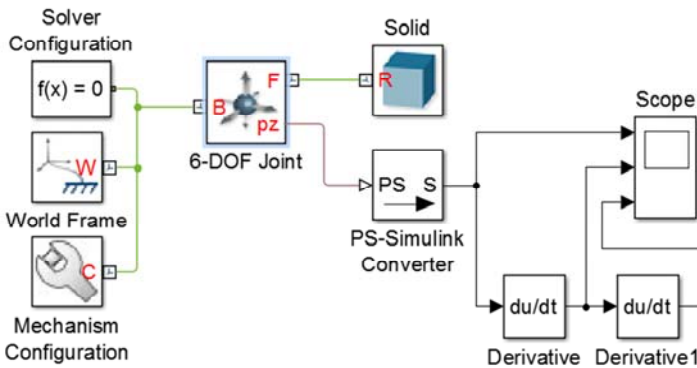 Solver
Configuration
f(x) = 0
W
World Frame
C
Mechanism
Configuration
B
F
pz
6-DOF Joint
Solid
R
PS S
PS-Simulink
Converter
Scope
du/dt
Derivative
du/dt
Derivative1